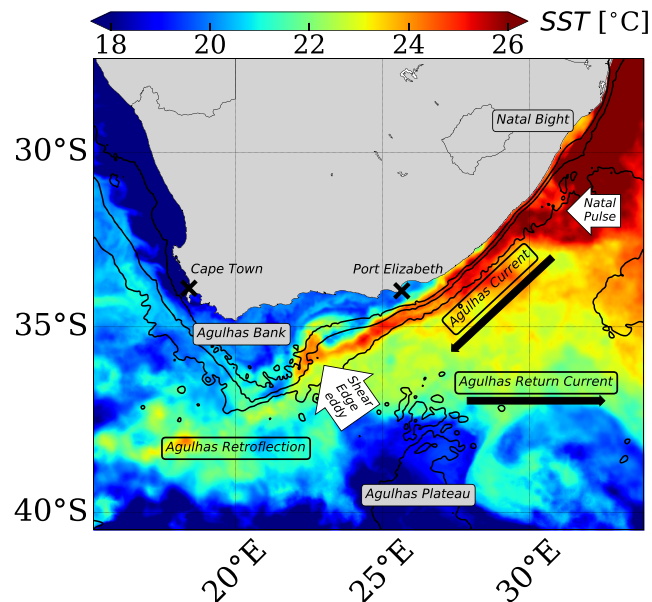 SST [°C]
18 20 22 24 26
Natal Bight
30°S
Natal
Pulse
Cape Town
Port Elizabeth
Agulhas Current
35°S
Agulhas Bank
Shear
Edge
eddy
Agulhas Return Current
Agulhas Retroflection
Agulhas Plateau
40°S
20°E
25°E
30°E